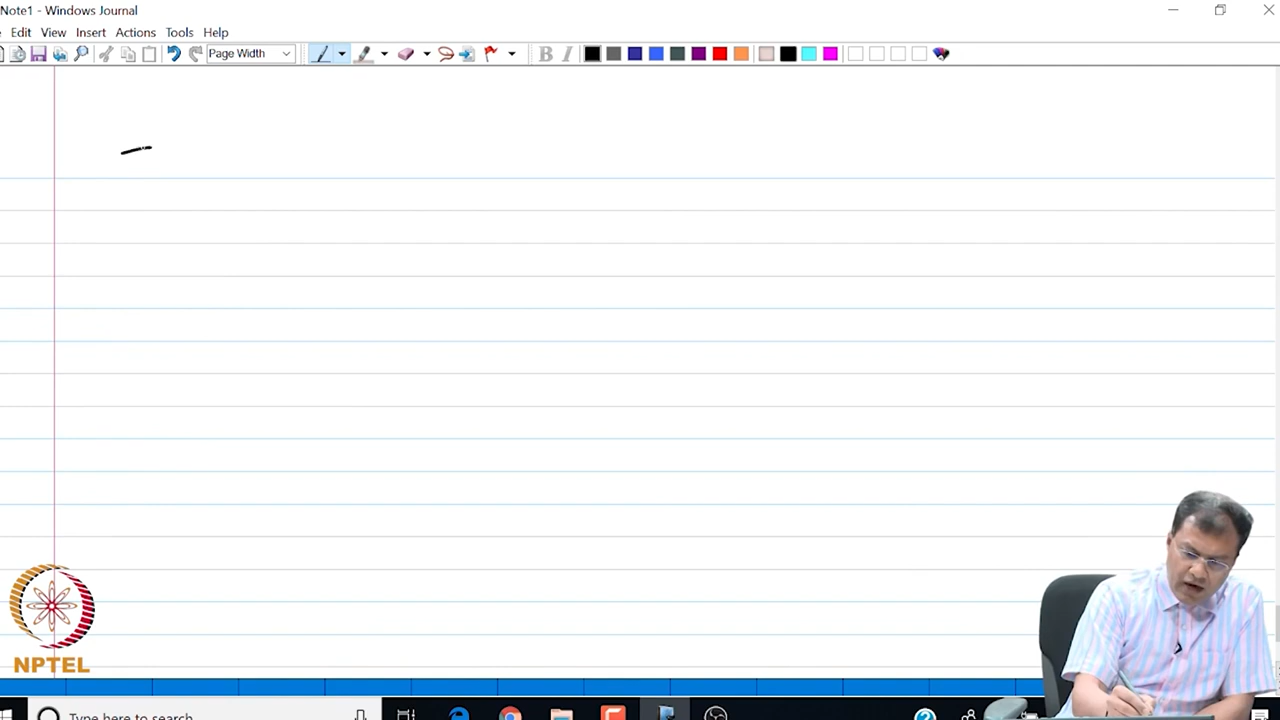 Note1 - Windows Journal
Edit View Insert Actions Tools Help
Page Width B I
NPTEL
Type here to search